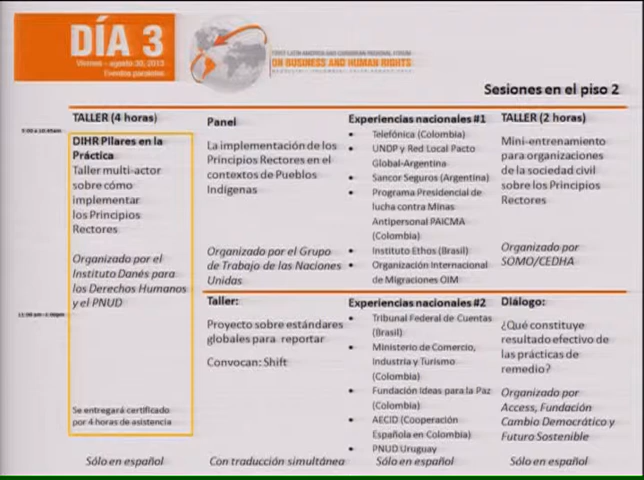 DÍA 3
Viernes - agosto 30, 2013
Eventos paralelos
FIRST LATIN AMERICA AND CARIBBEAN REGIONAL FORUM
ON BUSINESS AND HUMAN RIGHTS
Sesiones en el piso 2
TALLER (4 horas)
DIHR Pilares en la
Práctica
Taller multi-actor
sobre cómo
implementar
los Principios
Rectores
Organizado por el
Instituto Danés para
los Derechos Humanos
y el PNUD
Se entregará certificado
por 4 horas de asistencia
Sólo en español
Panel
La implementación de los
Principios Rectores en el
contextos de Pueblos
Indígenas
Organizado por el Grupo
de Trabajo de las Naciones
Unidas
Taller:
Proyecto sobre estándares
globales para reportar
Convocan: Shift
Con traducción simultánea
Experiencias nacionales #1
• Telefónica (Colombia)
• UNDP y Red Local Pacto
Global-Argentina
• Sancor Seguros (Argentina)
• Programa Presidencial de
lucha contra Minas
Antipersonal PAICMA
(Colombia)
• Instituto Ethos (Brasil)
• Organización Internacional
de Migraciones OIM
Experiencias nacionales #2
• Tribunal Federal de Cuentas
(Brasil)
• Ministerio de Comercio,
Industria y Turismo
(Colombia)
• Fundación Ideas para la Paz
(Colombia)
• AECID (Cooperación
Española en Colombia)
• PNUD Uruguay
Sólo en español
TALLER (2 horas)
Mini-entrenamiento
para organizaciones
de la sociedad civil
sobre los Principios
Rectores
Organizado por
SOMO/CEDHA
Diálogo:
¿Qué constituye
resultado efectivo de
las prácticas de
remedio?
Organizado por
Access, Fundación
Cambio Democrático y
Futuro Sostenible
Sólo en español